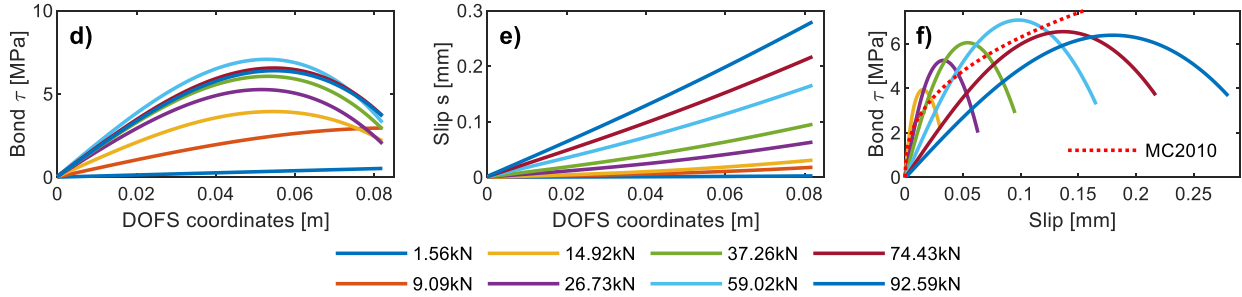 d)
Bond τ [MPa]
10
5
0
0 0.02 0.04 0.06 0.08
DOFS coordinates [m]
e)
Slip s [mm]
0.3
0.2
0.1
0
0 0.02 0.04 0.06 0.08
DOFS coordinates [m]
f)
Bond τ [MPa]
6
4
2
0
0 0.05 0.1 0.15 0.2 0.25
Slip [mm]
MC2010
1.56kN 14.92kN 37.26kN 74.43kN
9.09kN 26.73kN 59.02kN 92.59kN